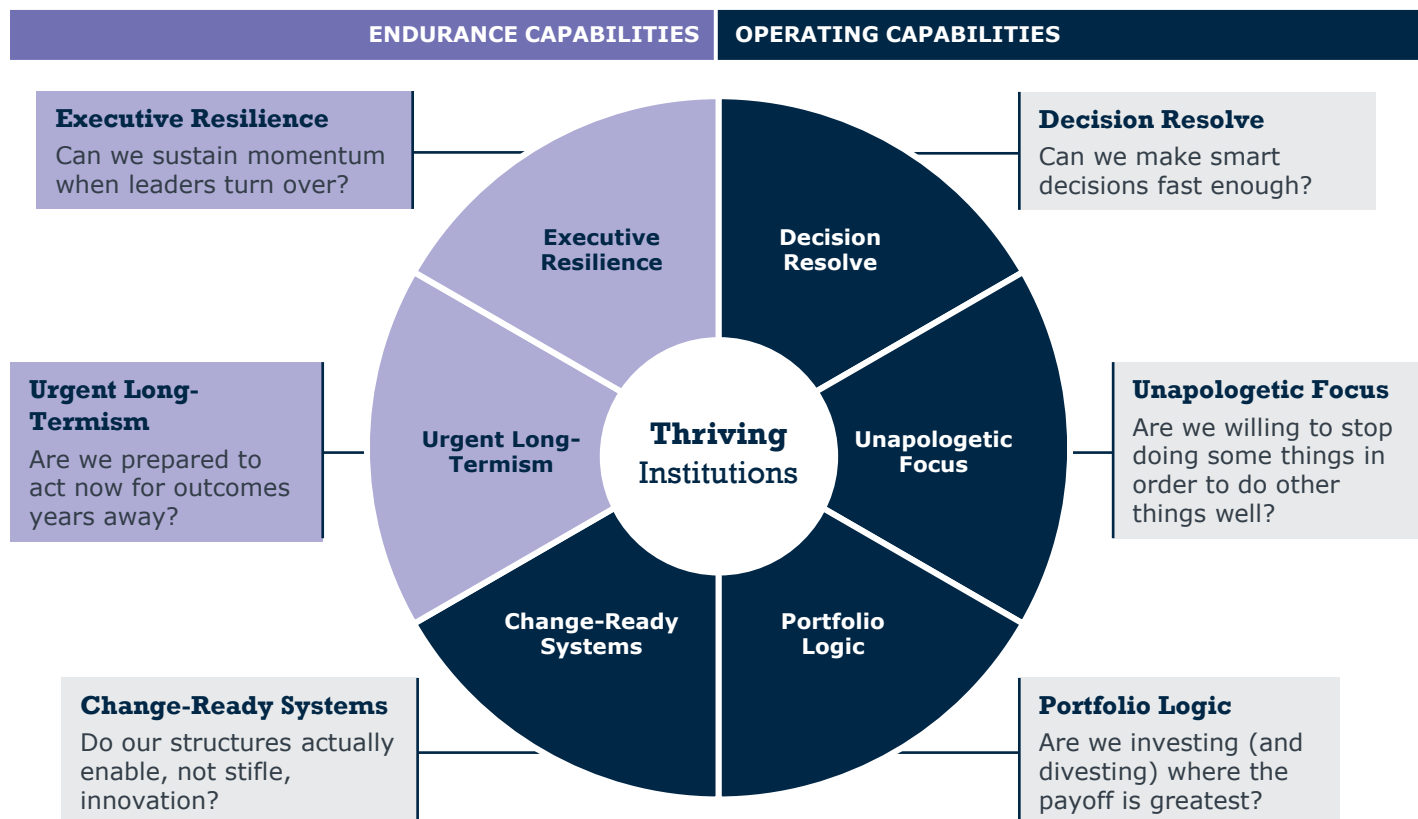 ENDURANCE CAPABILITIES
OPERATING CAPABILITIES
Executive Resilience
Can we sustain momentum
when leaders turn over?
Decision Resolve
Can we make smart
decisions fast enough?
Executive
Resilience
Decision
Resolve
Urgent Long-
Termism
Are we prepared to
act now for outcomes
years away?
Urgent Long-
Termism
Thriving
Institutions
Unapologetic
Focus
Unapologetic Focus
Are we willing to stop
doing some things in
order to do other
things well?
Change-Ready
Systems
Portfolio
Logic
Change-Ready Systems
Do our structures actually
enable, not stifle,
innovation?
Portfolio Logic
Are we investing (and
divesting) where the
payoff is greatest?